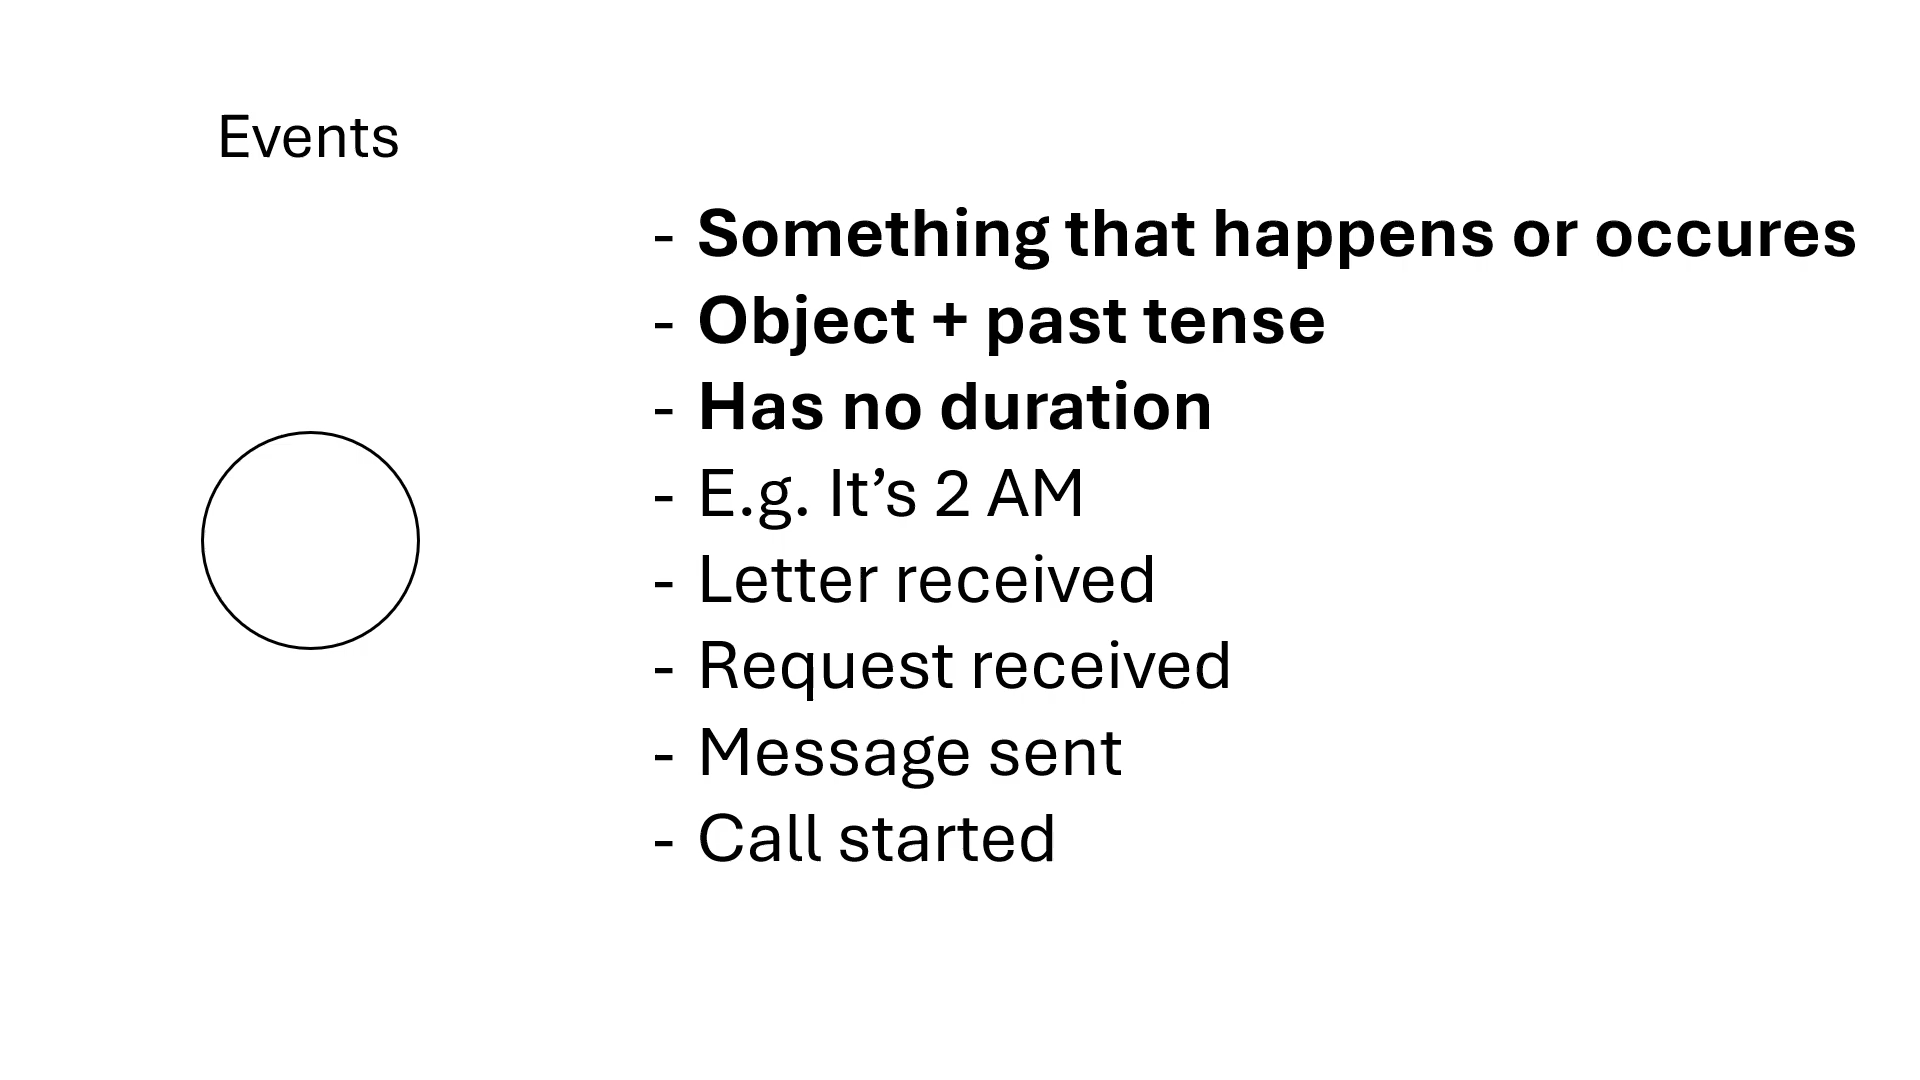 Events
- Something that happens or occures
- Object + past tense
- Has no duration
- E.g. It’s 2 AM
- Letter received
- Request received
- Message sent
- Call started